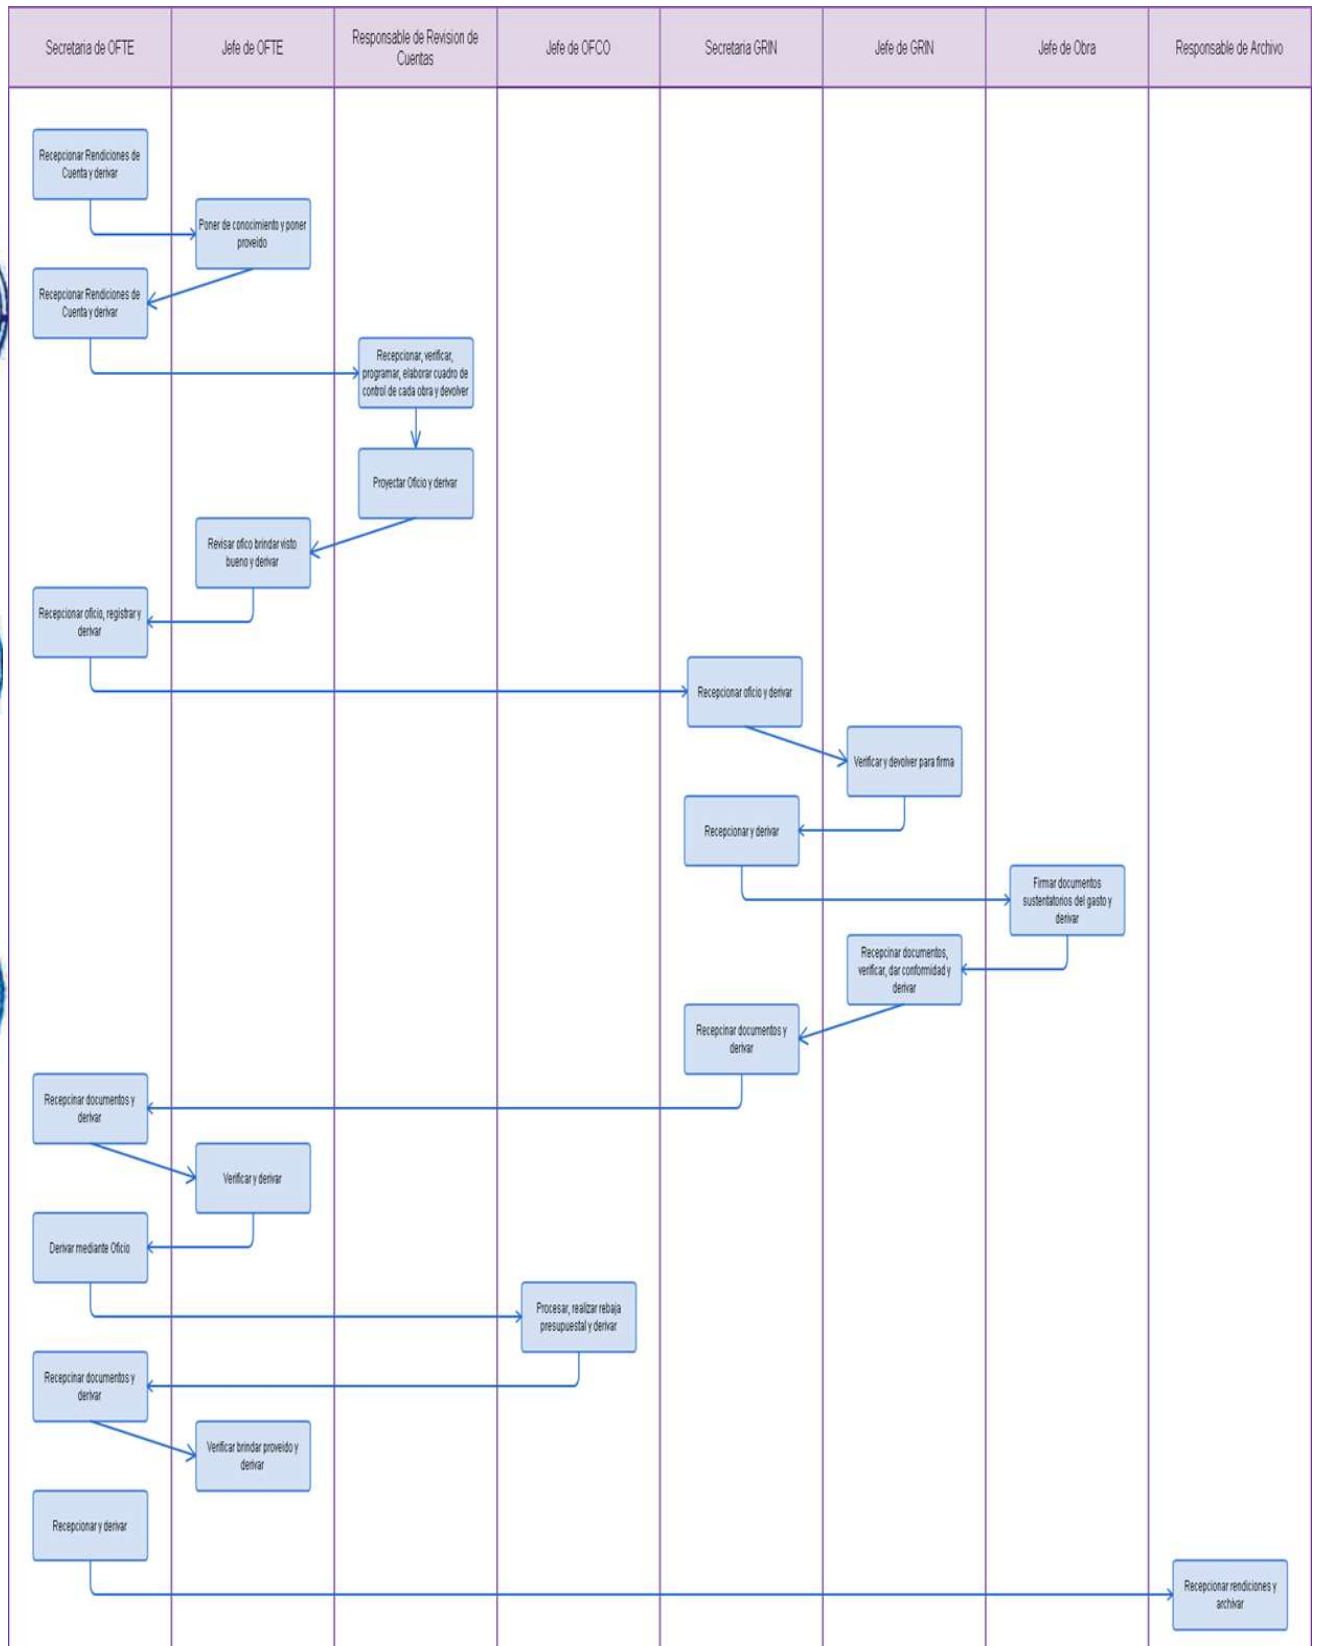 Secretaria de OFTE
Jefe de OFTE
Responsable de Revision de
Cuentas
Jefe de OFCO
Secretaria GRIN
Jefe de GRIN
Jefe de Obra
Responsable de Archivo
Recepcionar Rendiciones de
Cuenta y derivar
Poner de conocimiento y poner
proveido
Recepcionar Rendiciones de
Cuenta y derivar
Recepcionar, verificar,
programar, elaborar cuadro de
control de cada obra y devolver
Proyectar Oficio y derivar
Revisar ofico brindar visto
bueno y derivar
Recepcionar oficio, registrar y
derivar
Recepcionar oficio y derivar
Verificar y devolver para firma
Recepcionar y derivar
Firmar documentos
sustentatorios del gasto y
derivar
Recepcinar documentos,
verificar, dar conformidad y
derivar
Recepcinar documentos y
derivar
Recepcinar documentos y
derivar
Verificar y derivar
Derivar mediante Oficio
Procesar, realizar rebaja
presupuestal y derivar
Recepcinar documentos y
derivar
Verificar brindar proveido y
derivar
Recepcionar y derivar
Recepcionar rendiciones y
archivar